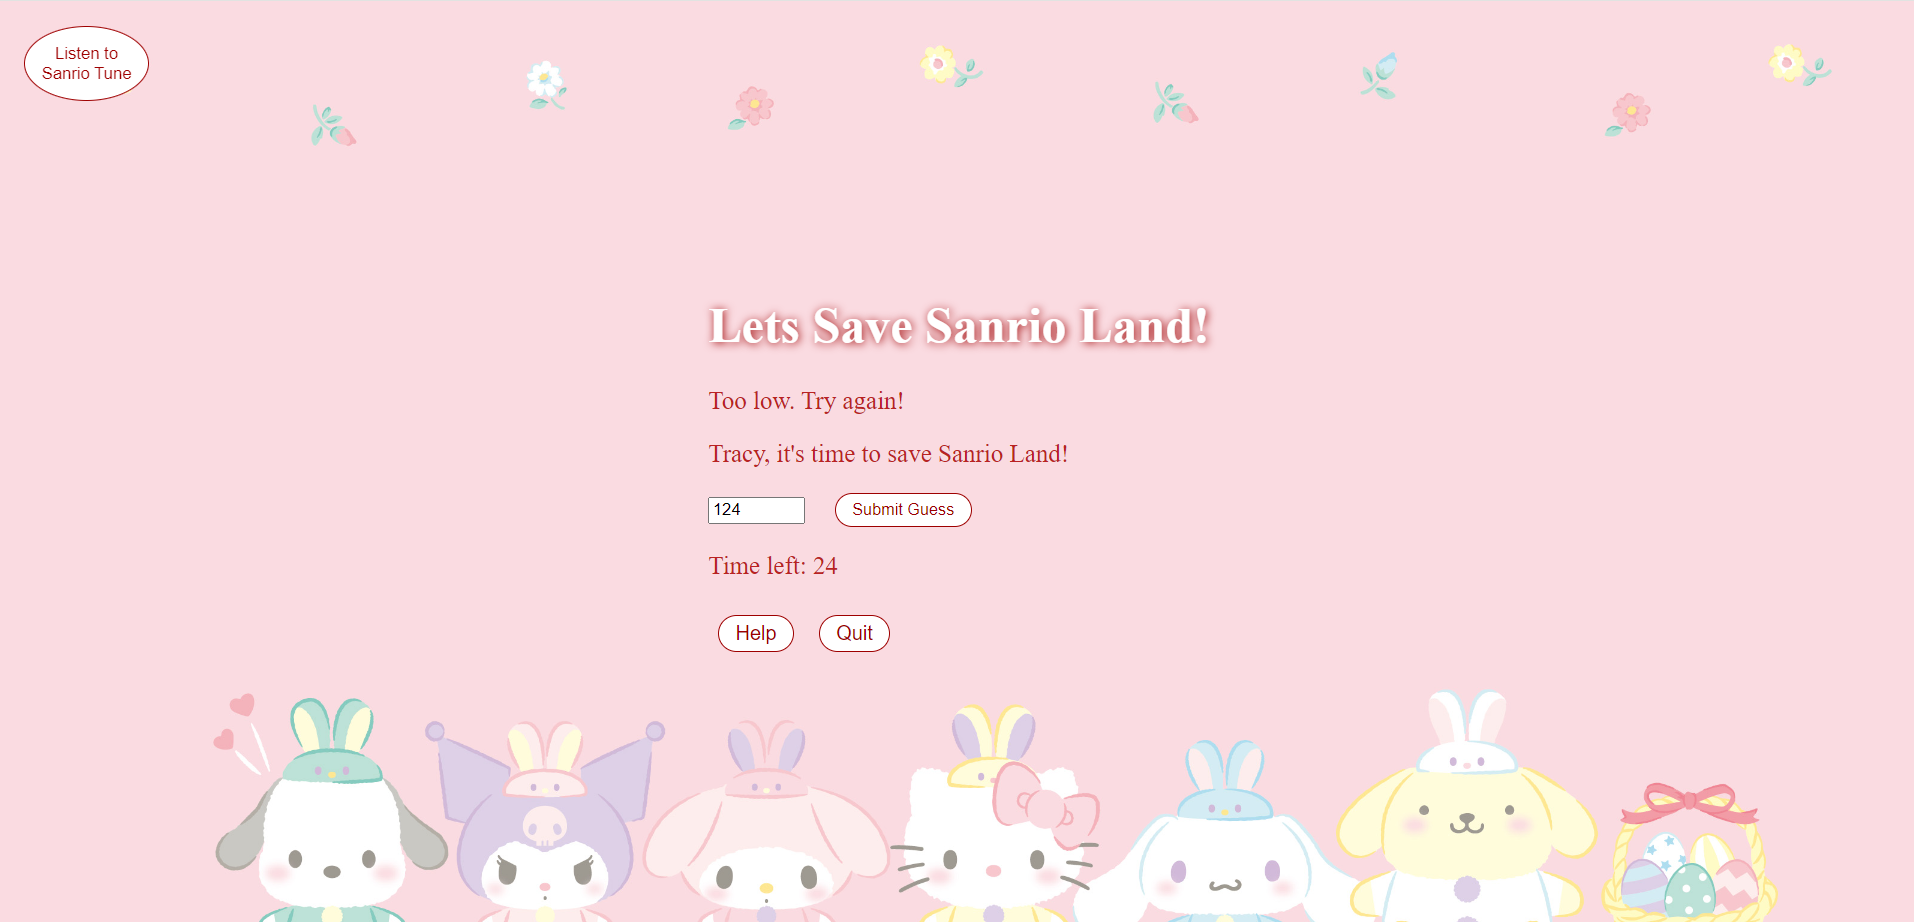 Listen to
Sanrio Tune
Lets Save Sanrio Land!
Too low. Try again!
Tracy, it's time to save Sanrio Land!
124
Submit Guess
Time left: 24
Help
Quit